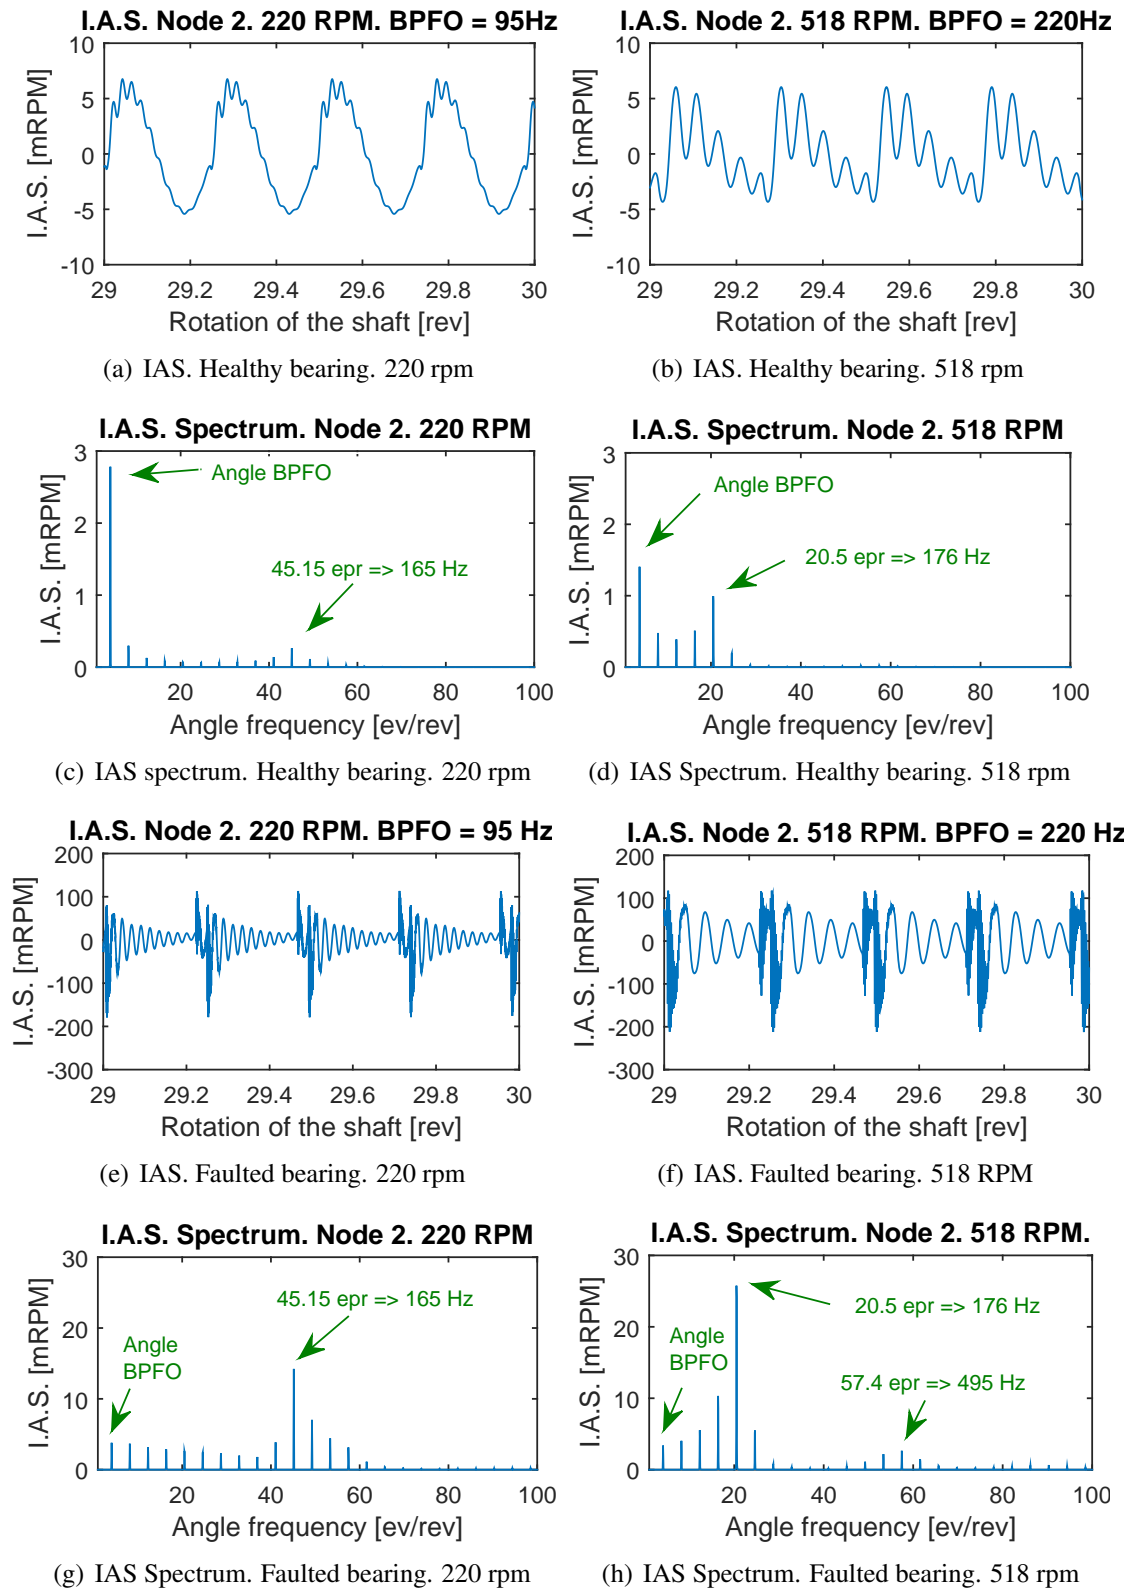 I.A.S. Node 2. 220 RPM. BPFO = 95Hz
10
5
0
-5
-10
I.A.S. [mRPM]
29
29.2
29.4
29.6
29.8
30
Rotation of the shaft [rev]
(a) IAS. Healthy bearing. 220 rpm
I.A.S. Node 2. 518 RPM. BPFO = 220Hz
10
5
0
-5
-10
I.A.S. [mRPM]
29
29.2
29.4
29.6
29.8
30
Rotation of the shaft [rev]
(b) IAS. Healthy bearing. 518 rpm
I.A.S. Spectrum. Node 2. 220 RPM
3
2
1
0
I.A.S. [mRPM]
Angle BPFO
45.15 epr => 165 Hz
20
40
60
80
100
Angle frequency [ev/rev]
(c) IAS spectrum. Healthy bearing. 220 rpm
I.A.S. Spectrum. Node 2. 518 RPM
3
2
1
0
I.A.S. [mRPM]
Angle BPFO
20.5 epr => 176 Hz
20
40
60
80
100
Angle frequency [ev/rev]
(d) IAS Spectrum. Healthy bearing. 518 rpm
I.A.S. Node 2. 220 RPM. BPFO = 95 Hz
200
100
0
-100
-200
-300
I.A.S. [mRPM]
29
29.2
29.4
29.6
29.8
30
Rotation of the shaft [rev]
(e) IAS. Faulted bearing. 220 rpm
I.A.S. Node 2. 518 RPM. BPFO = 220 Hz
200
100
0
-100
-200
-300
I.A.S. [mRPM]
29
29.2
29.4
29.6
29.8
30
Rotation of the shaft [rev]
(f) IAS. Faulted bearing. 518 RPM
I.A.S. Spectrum. Node 2. 220 RPM
30
20
10
0
I.A.S. [mRPM]
45.15 epr => 165 Hz
Angle
BPFO
20
40
60
80
100
Angle frequency [ev/rev]
(g) IAS Spectrum. Faulted bearing. 220 rpm
I.A.S. Spectrum. Node 2. 518 RPM.
30
20
10
0
I.A.S. [mRPM]
20.5 epr => 176 Hz
Angle
BPFO
57.4 epr => 495 Hz
20
40
60
80
100
Angle frequency [ev/rev]
(h) IAS Spectrum. Faulted bearing. 518 rpm